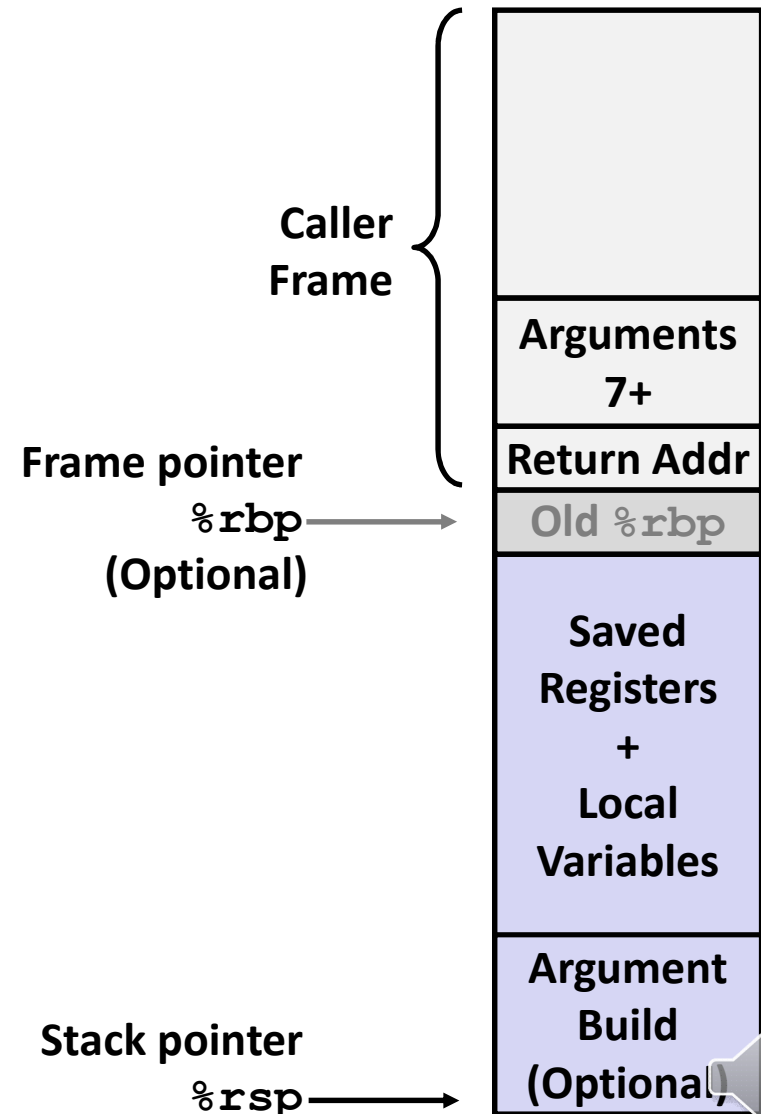 Caller
Frame
Arguments
7+
Frame pointer
%rbp
(Optional)
Return Addr
Old %rbp
Saved
Registers
+
Local
Variables
Argument
Build
(Optional)
Stack pointer
%rsp